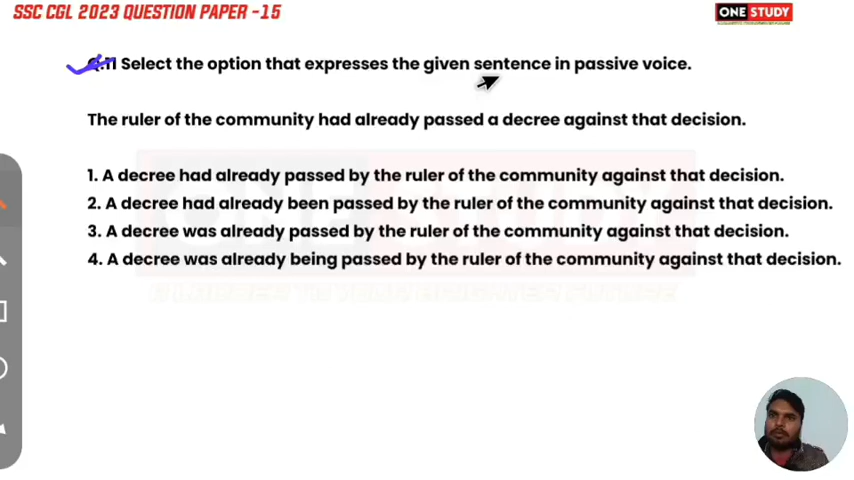 SSC CGL 2023 QUESTION PAPER -15
ONE STUDY
Q.11 Select the option that expresses the given sentence in passive voice.
The ruler of the community had already passed a decree against that decision.
1. A decree had already passed by the ruler of the community against that decision.
2. A decree had already been passed by the ruler of the community against that decision.
3. A decree was already passed by the ruler of the community against that decision.
4. A decree was already being passed by the ruler of the community against that decision.
ONE STUDY